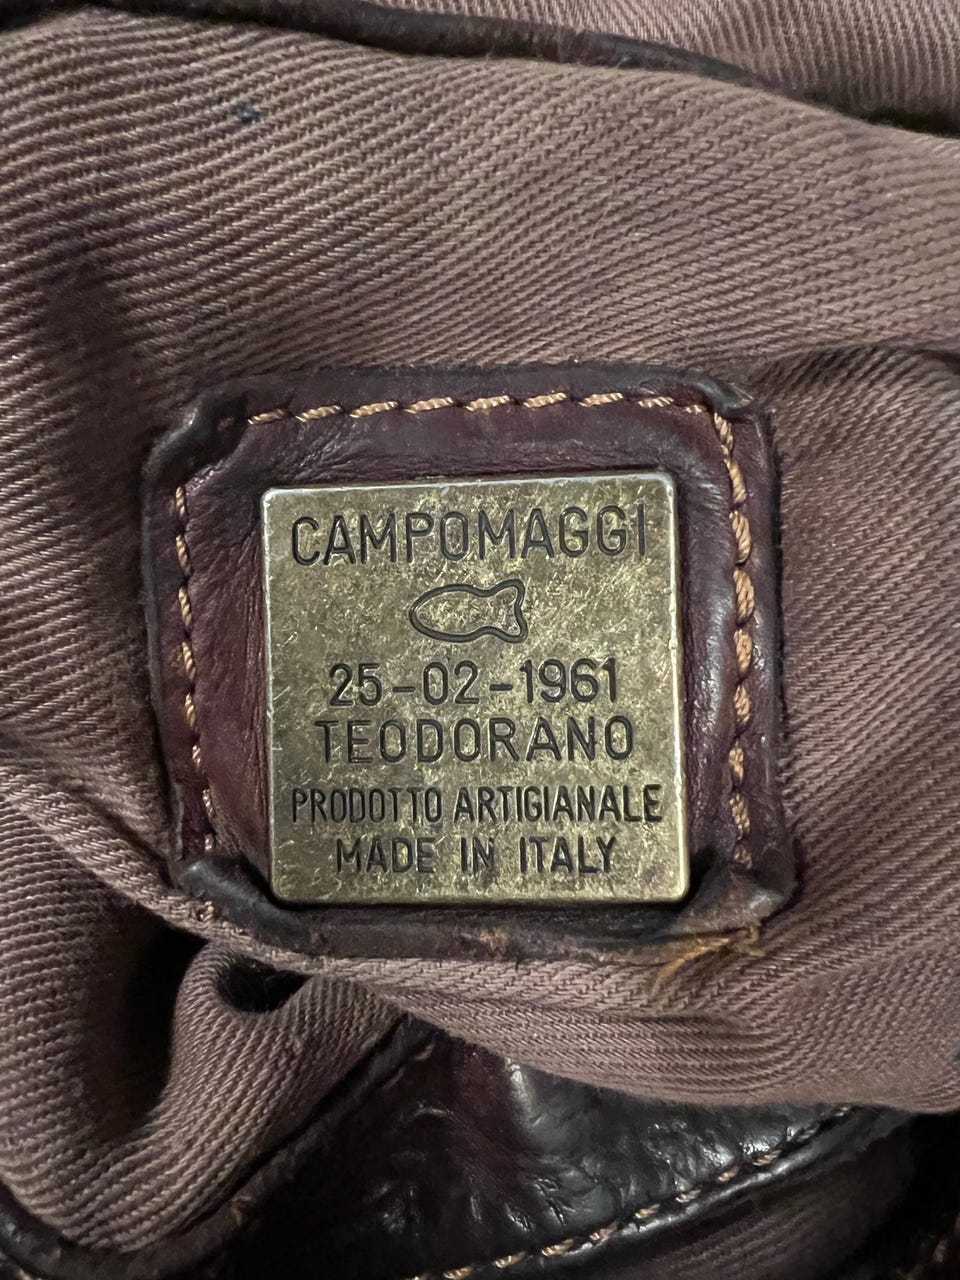 CAMPOMAGGI
25-02-1961
TEODORANO
PRODOTTO ARTIGIANALE
MADE IN ITALY